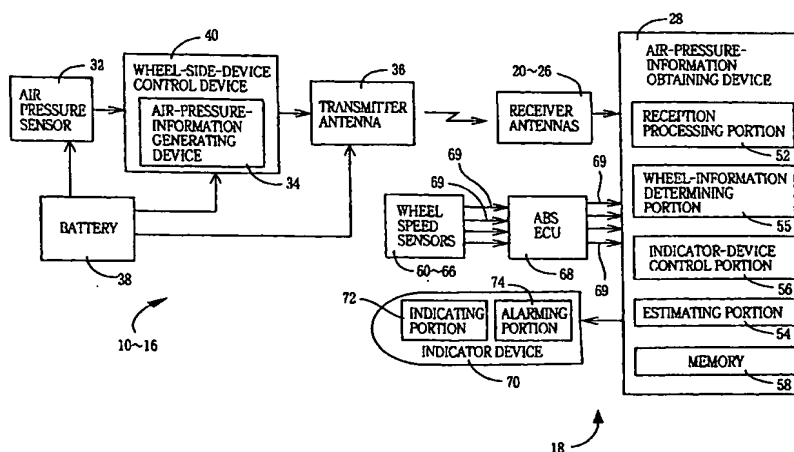 40
28
32
WHEEL-SIDE-DEVICE
CONTROL DEVICE
36
20~26
AIR-PRESSURE-
INFORMATION
OBTAINING DEVICE
AIR
PRESSURE
SENSOR
AIR-PRESSURE-
INFORMATION
GENERATING
DEVICE
TRANSMITTER
ANTENNA
RECEIVER
ANTENNAS
RECEPTION
PROCESSING PORTION
34
69
52
69
69
WHEEL-INFORMATION
DETERMINING
PORTION
BATTERY
WHEEL
SPEED
SENSORS
ABS
ECU
55
38
60~66
68
69
INDICATOR-DEVICE
CONTROL PORTION
72
74
56
10~16
INDICATING
PORTION
ALARMING
PORTION
ESTIMATING PORTION
INDICATOR DEVICE
54
70
MEMORY
58
18